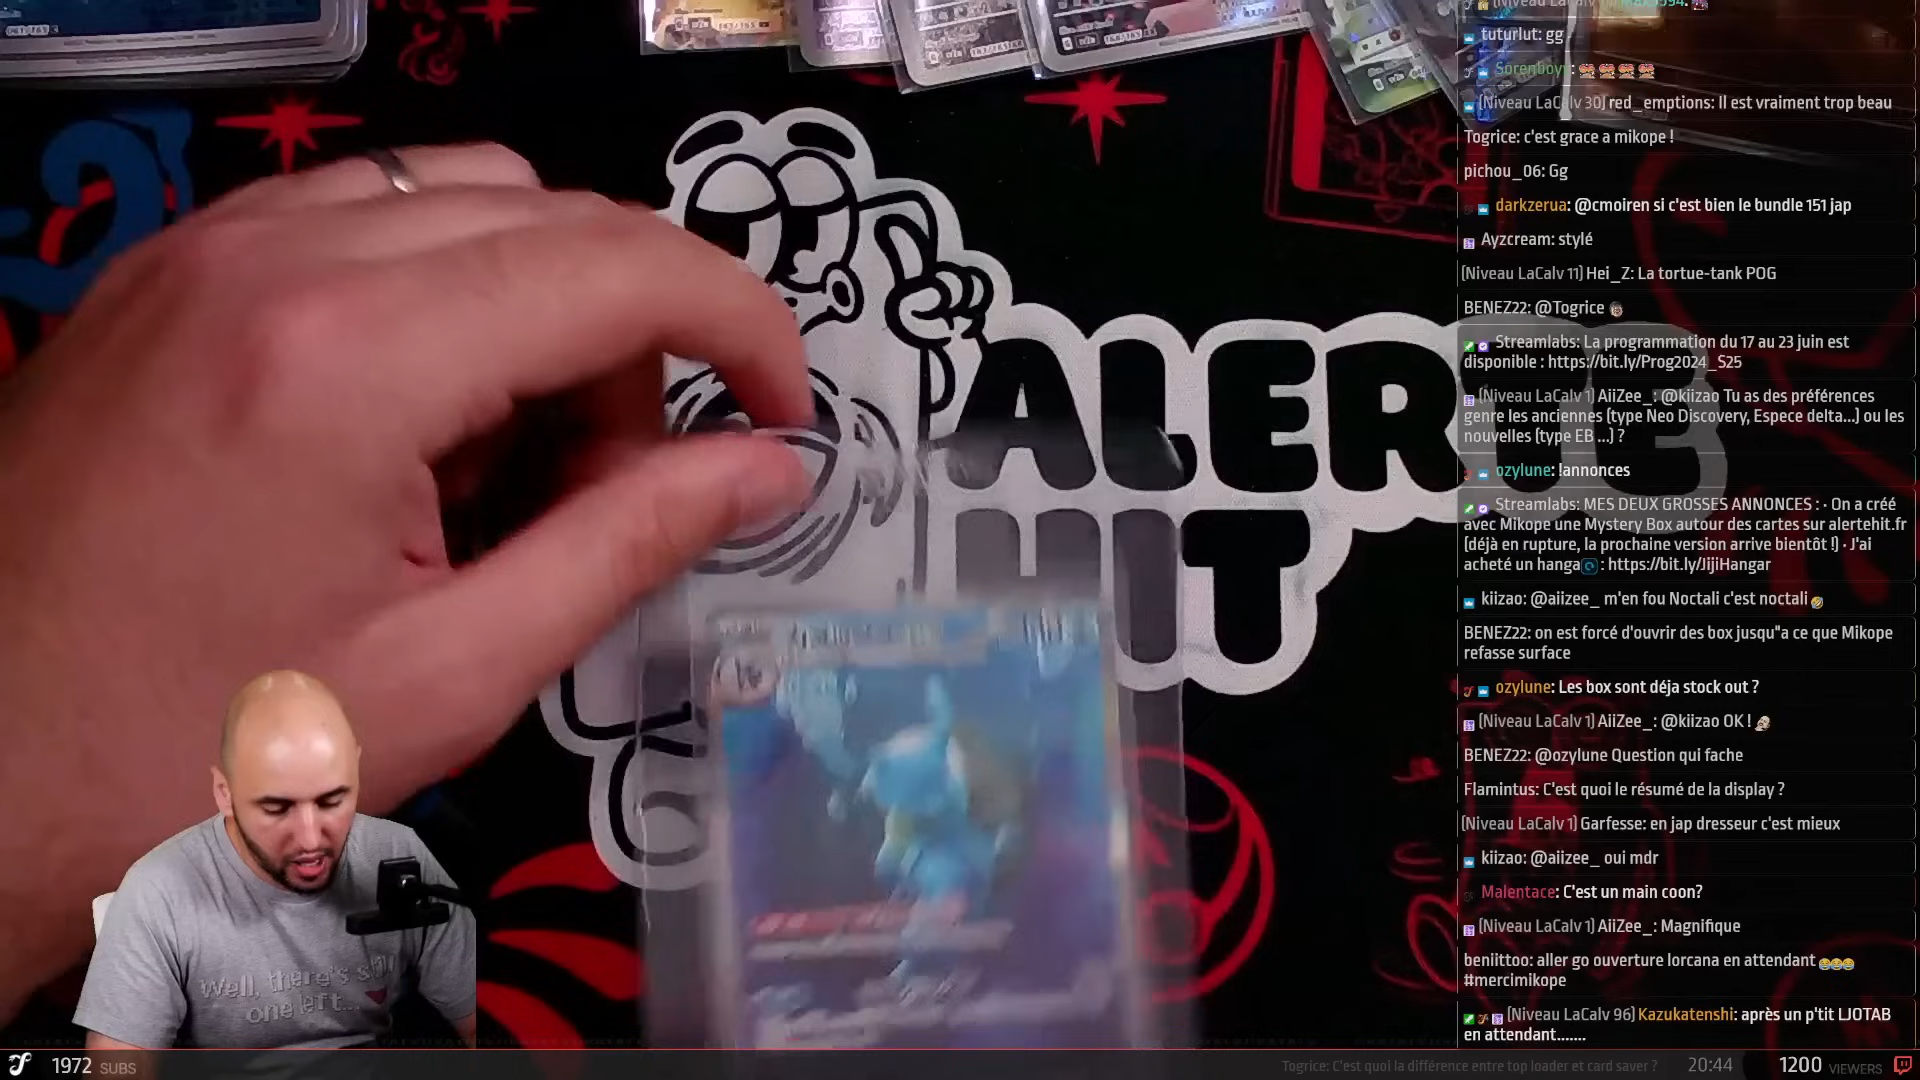 tuturlut: gg
Sorenboy:
[Niveau LaCalv 30] red_emptions: Il est vraiment trop beau
Togrice: c'est grace a mikope !
pichou_06: Gg
darkzerua: @cmoiren si c'est bien le bundle 151 jap
Ayzcream: stylé
[Niveau LaCalv 11] Hei_Z: La tortue-tank POG
BENEZ22: @Togrice
Streamlabs: La programmation du 17 au 23 juin est
disponible : https://bit.ly/Prog2024_S25
[Niveau LaCalv 1] AiiZee_: @kiizao Tu as des préférences
genre les anciennes (type Neo Discovery, Espece delta...) ou les
nouvelles (type EB ...) ?
ozylune: !annonces
Streamlabs: MES DEUX GROSSES ANNONCES : · On a créé
avec Mikope une Mystery Box autour des cartes sur alertehit.fr
(déjà en rupture, la prochaine version arrive bientôt !) · J'ai
acheté un hanga : https://bit.ly/JijiHangar
kiizao: @aiizee_ m'en fou Noctali c'est noctali
BENEZ22: on est forcé d'ouvrir des box jusqu"a ce que Mikope
refasse surface
ozylune: Les box sont déja stock out ?
[Niveau LaCalv 1] AiiZee_: @kiizao OK !
BENEZ22: @ozylune Question qui fache
Flamintus: C'est quoi le résumé de la display ?
[Niveau LaCalv 1] Garfesse: en jap dresseur c'est mieux
kiizao: @aiizee_ oui mdr
Malentace: C'est un main coon?
[Niveau LaCalv 1] AiiZee_: Magnifique
beniittoo: aller go ouverture lorcana en attendant
#mercimikope
[Niveau LaCalv 96] Kazukatenshi: après un p'tit LJOTAB
en attendant.......
ALERTE
HIT
Well, there's still
one left...
1972 SUBS
Togrice: C'est quoi la différence entre top loader et card saver ?
20:44
1200 VIEWERS